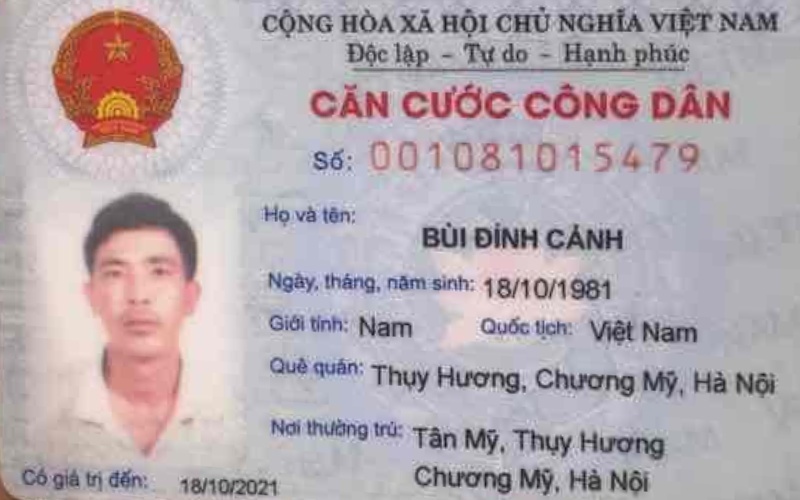 CỘNG HÒA XÃ HỘI CHỦ NGHĨA VIỆT NAM
Độc lập - Tự do - Hạnh phúc
CĂN CƯỚC CÔNG DÂN
Số: 001081015479
Họ và tên:
BÙI ĐÌNH CẢNH
Ngày, tháng, năm sinh: 18/10/1981
Giới tính: Nam Quốc tịch: Việt Nam
Quê quán: Thụy Hương, Chương Mỹ, Hà Nội
Nơi thường trú: Tân Mỹ, Thụy Hương
Chương Mỹ, Hà Nội
Có giá trị đến: 18/10/2021